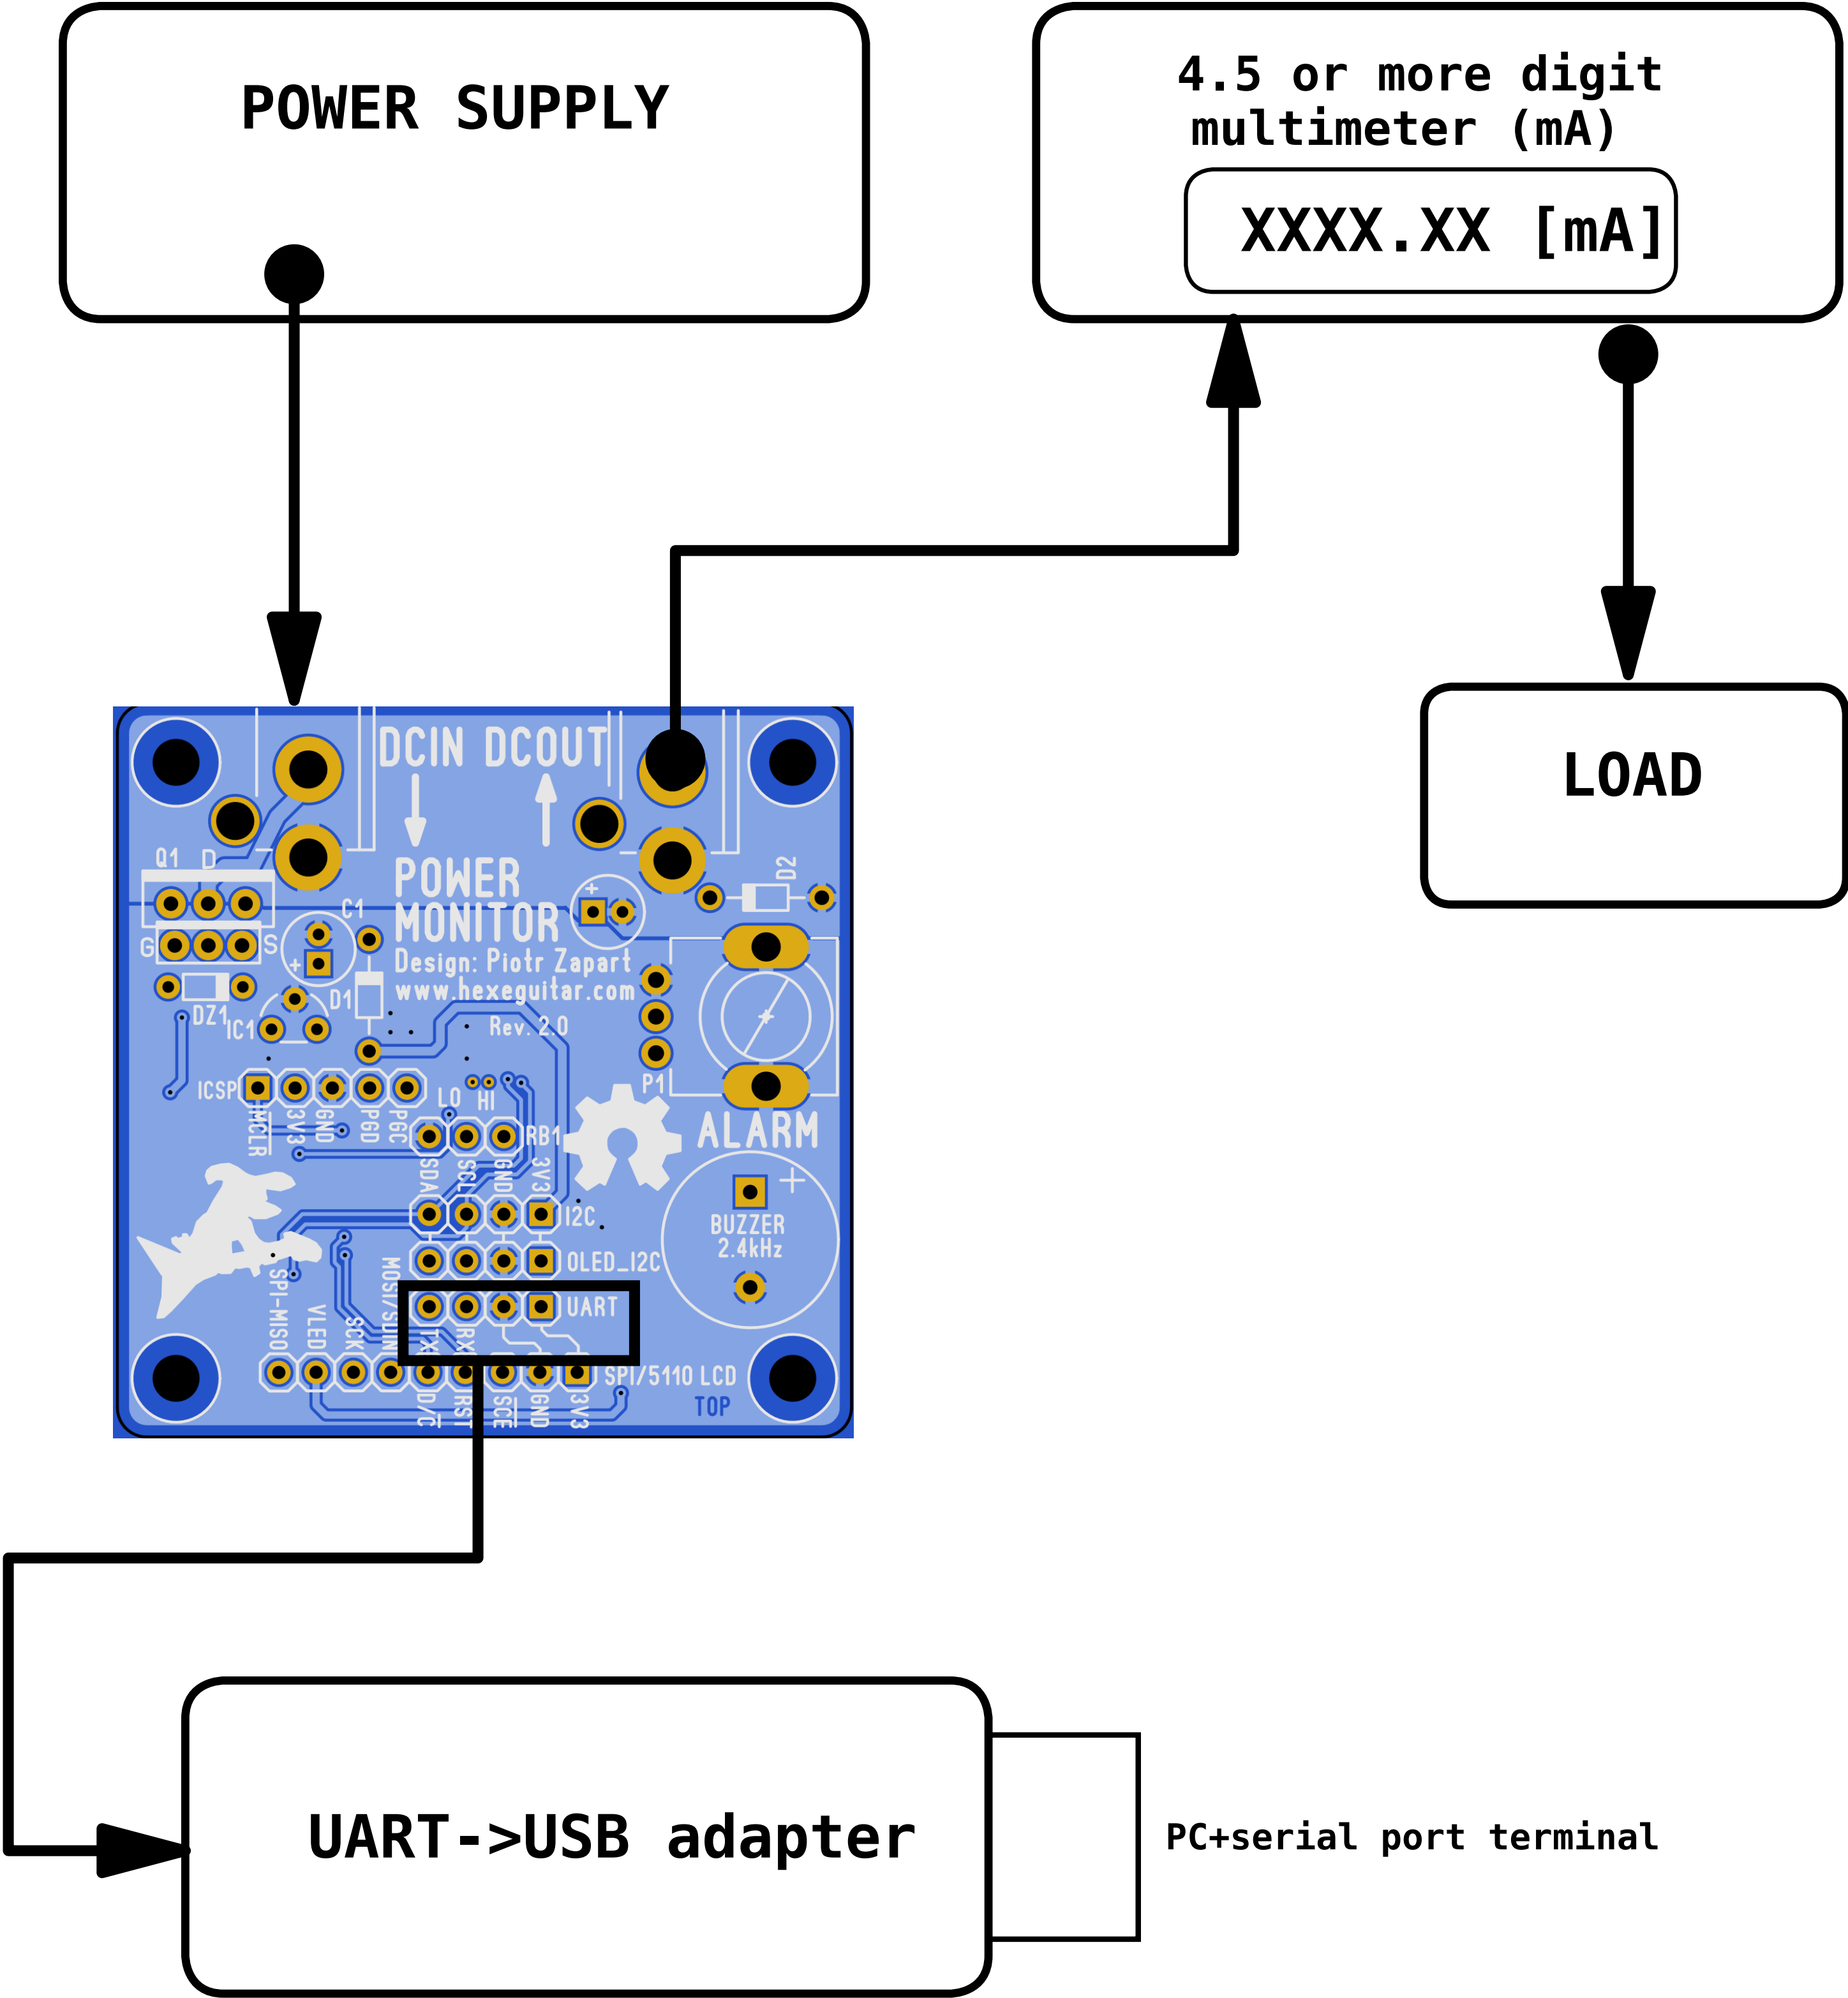 POWER SUPPLY
4.5 or more digit
multimeter (mA)
XXXX.XX [mA]
LOAD
DCIN DCOUT
Q1 D
POWER
MONITOR
D2
C1
+
+
G S
Design: Piotr Zapart
www.hexeguitar.com
DZ1
IC1
D1
Rev. 2.0
P1
ICSP
LO HI
MCLR 3V3 GND PGD PGC
RB1
ALARM
SDA SCL GND 3V3
I2C
+
BUZZER
2.4kHz
OLED_I2C
UART
TX RX
SPI-MISO VLED SCK
SPI/5110 LCD
D/C RST SCE GND 3V3
TOP
UART->USB adapter
PC+serial port terminal